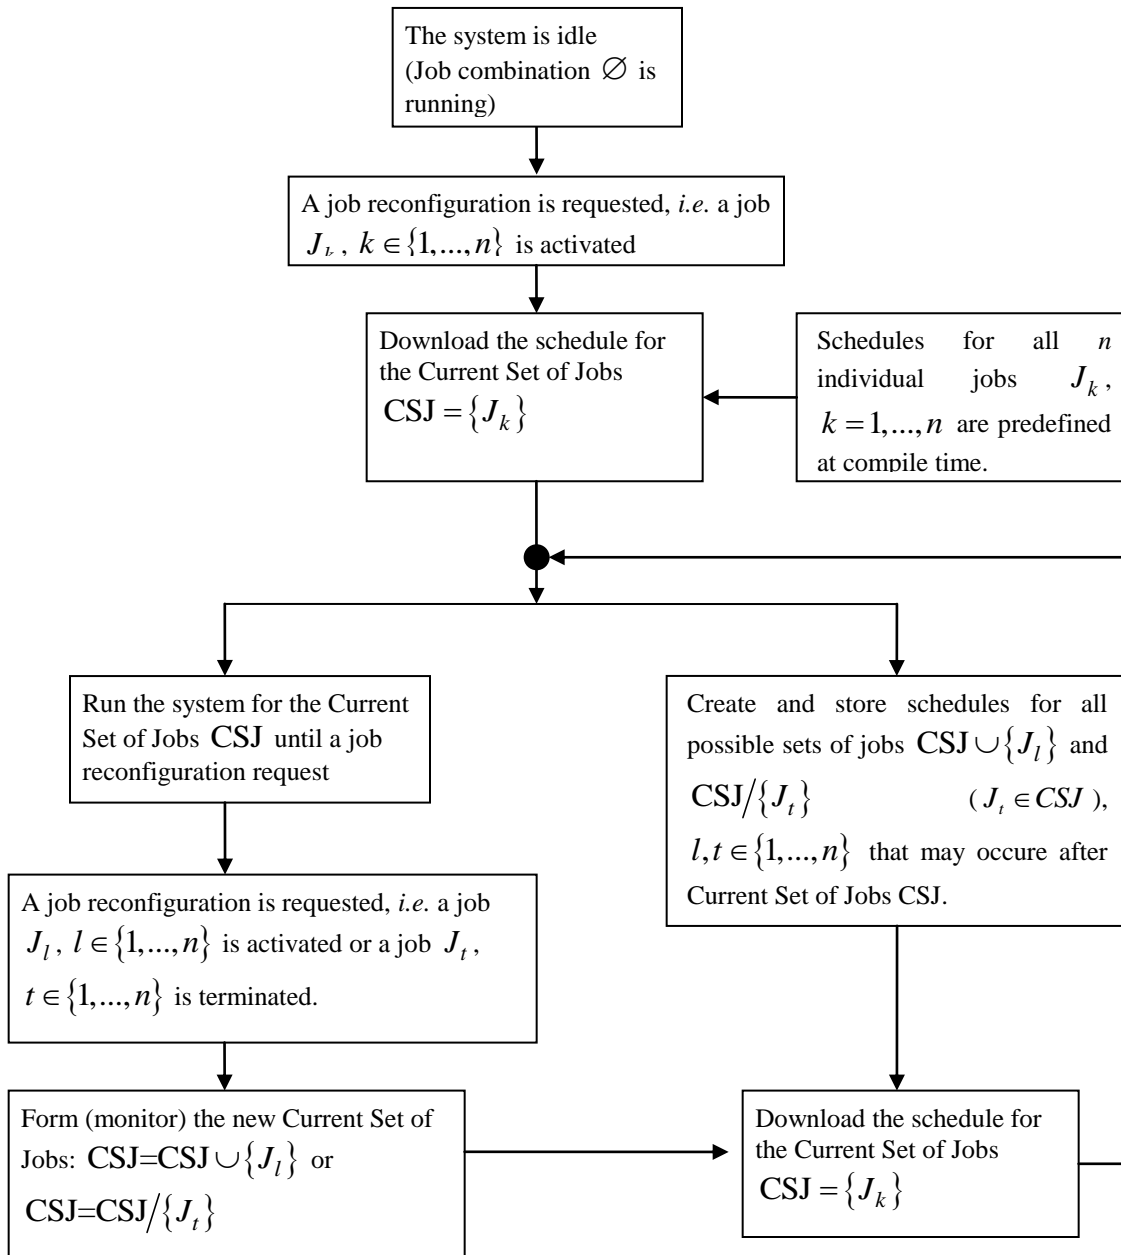 The system is idle
(Job combination ∅ is
running)
A job reconfiguration is requested, i.e. a job
J_k, k ∈ {1,...,n} is activated
Download the schedule for
the Current Set of Jobs
CSJ = {J_k}
Schedules for all n
individual jobs J_k,
k = 1,...,n are predefined
at compile time.
Run the system for the Current
Set of Jobs CSJ until a job
reconfiguration request
Create and store schedules for all
possible sets of jobs CSJ ∪ {J_l} and
CSJ/{J_t} (J_t ∈ CSJ),
l,t ∈ {1,...,n} that may occure after
Current Set of Jobs CSJ.
A job reconfiguration is requested, i.e. a job
J_l, l ∈ {1,...,n} is activated or a job J_t,
t ∈ {1,...,n} is terminated.
Form (monitor) the new Current Set of
Jobs: CSJ=CSJ ∪ {J_l} or
CSJ=CSJ/{J_t}
Download the schedule for
the Current Set of Jobs
CSJ = {J_k}